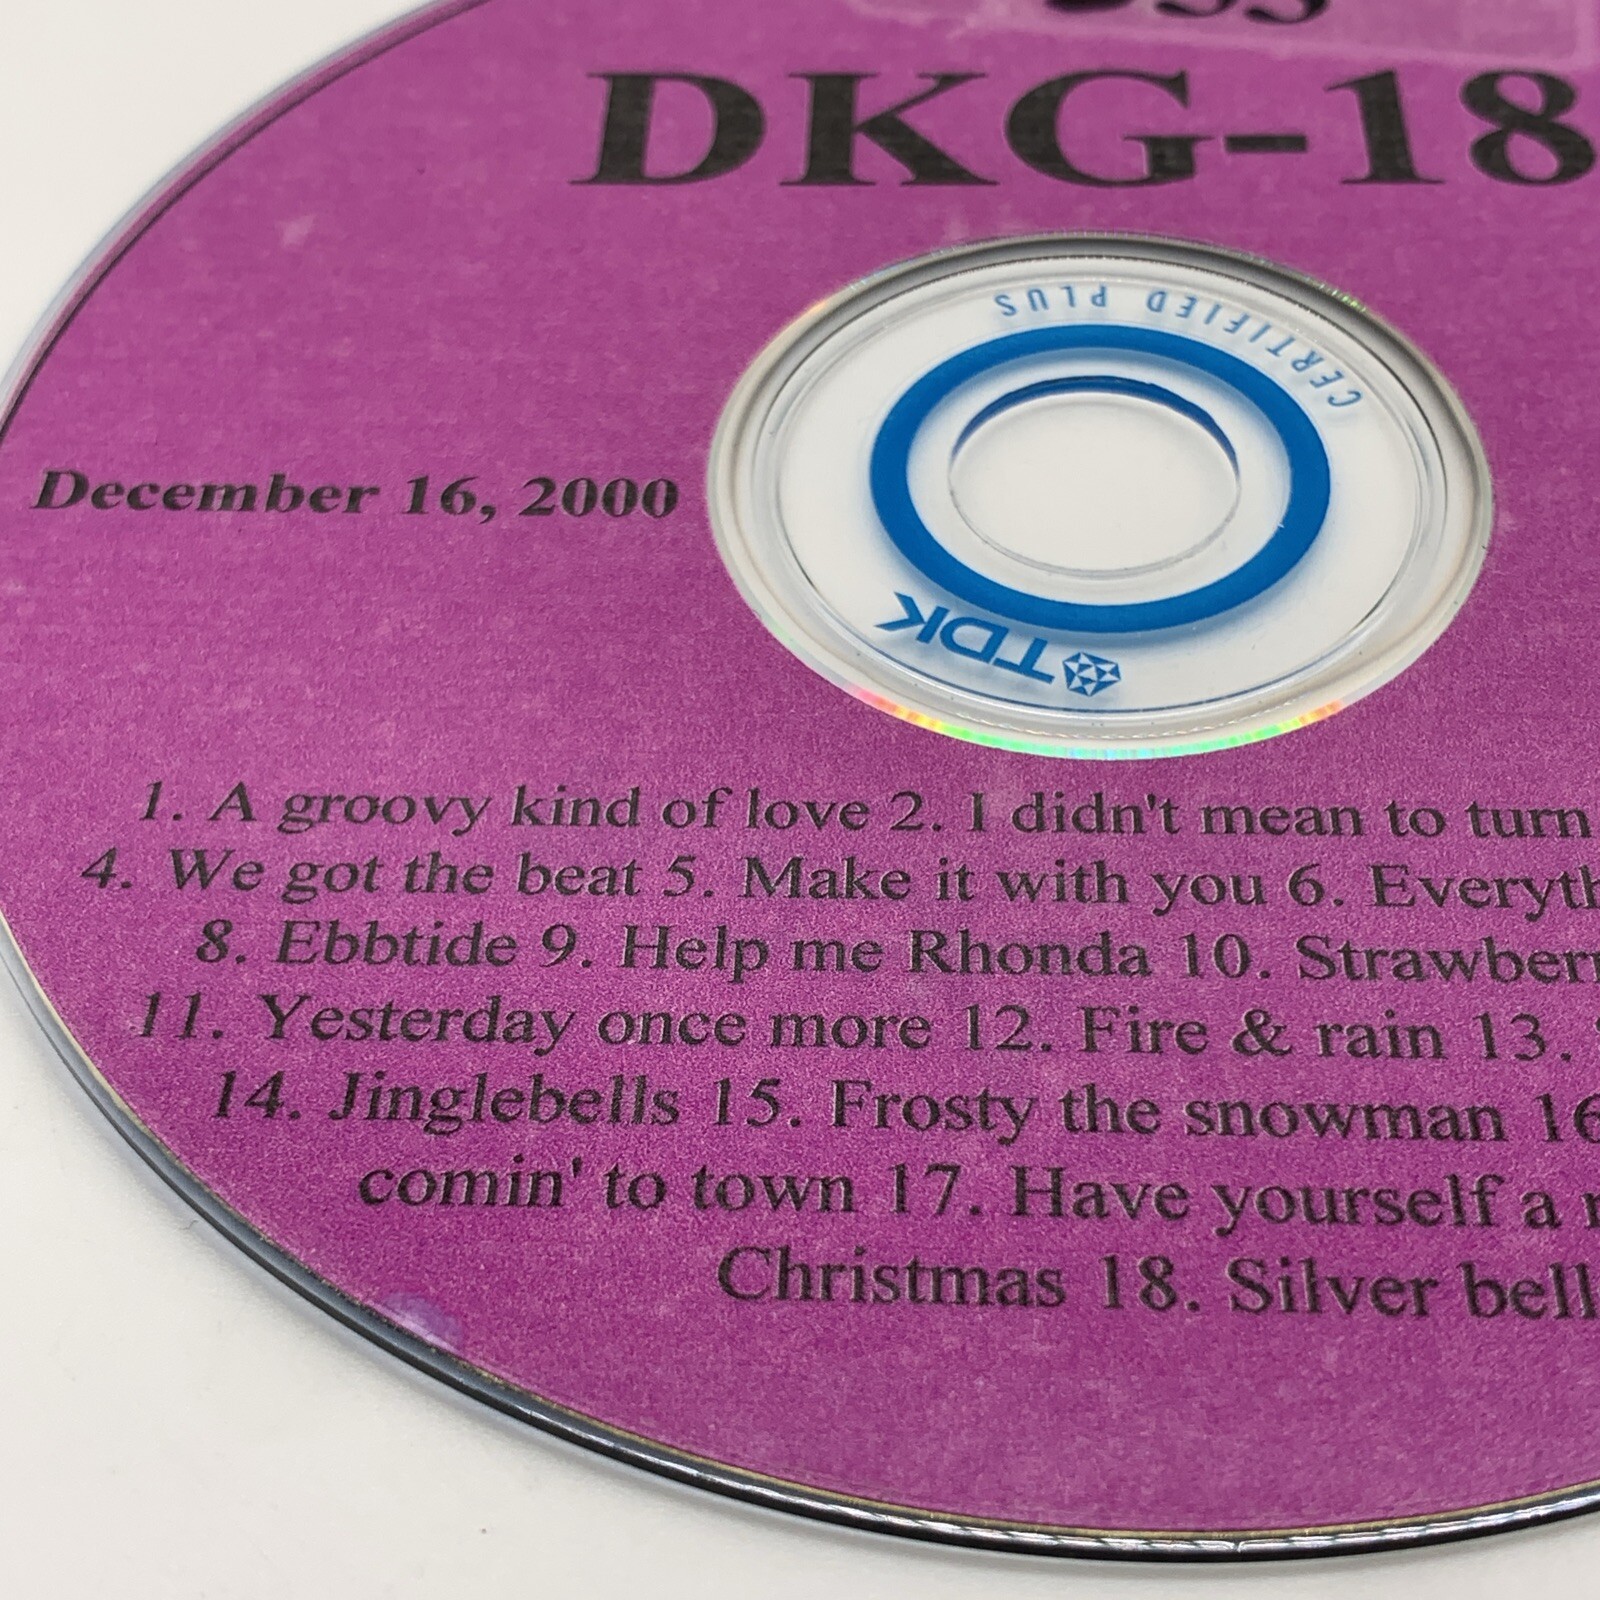 DKG-18
CERTIFIED PLUS
December 16, 2000
TDK
1. A groovy kind of love 2. I didn't mean to turn
4. We got the beat 5. Make it with you 6.
8. Ebbtide 9. Help me Rhonda 10.
11. Yesterday once more 12. Fire & rain 13.
14. Jinglebells 15. Frosty the snowman 16
comin' to town 17. Have yourself a
Christmas 18. Silver bell